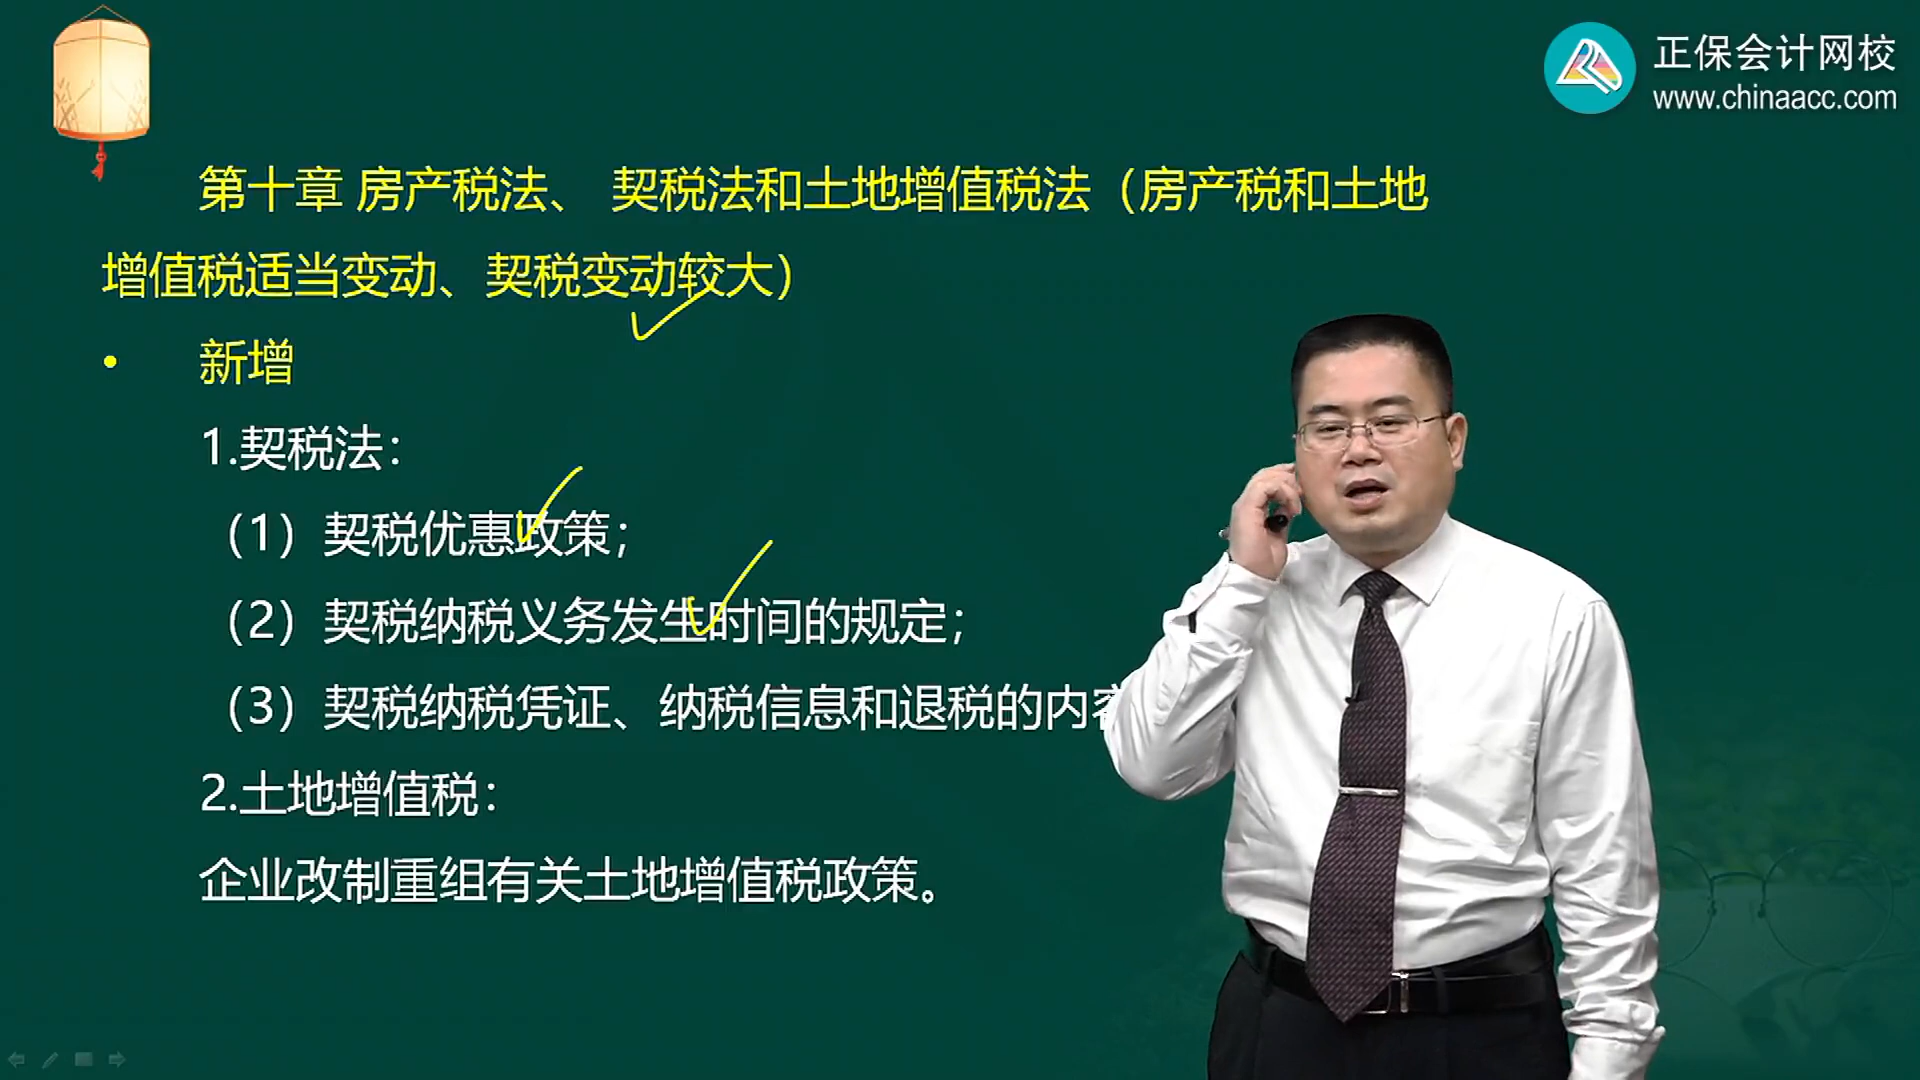 正保会计网校
www.chinaacc.com
第十章 房产税法、 契税法和土地增值税法（房产税和土地
增值税适当变动、契税变动较大）
• 新增
1.契税法：
（1）契税优惠政策；
（2）契税纳税义务发生时间的规定；
（3）契税纳税凭证、纳税信息和退税的内
2.土地增值税：
企业改制重组有关土地增值税政策。